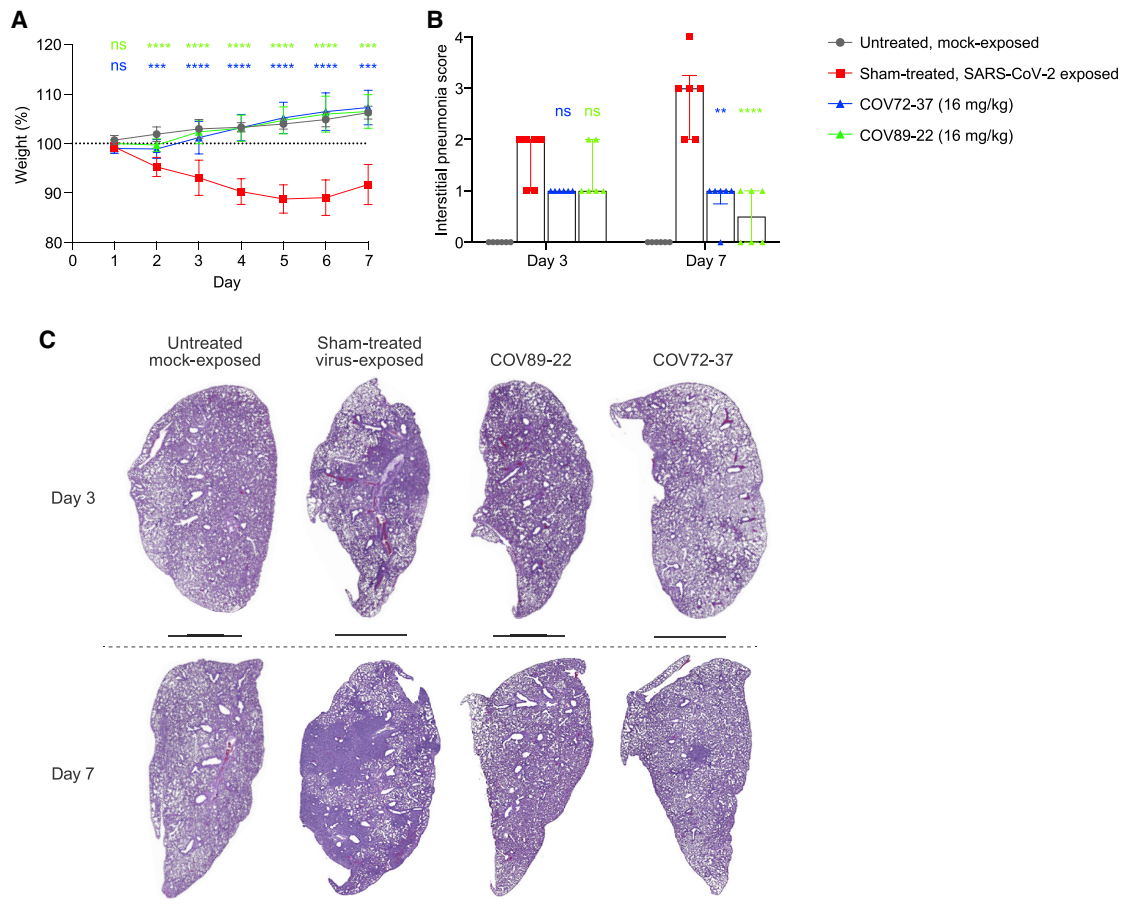 A
120
110
100
90
80
Weight (%)
ns **** **** **** **** **** ***
ns *** **** **** **** **** ***
0 1 2 3 4 5 6 7
Day
B
4
3
2
1
0
Interstitial pneumonia score
ns ns
** ****
Day 3 Day 7
Untreated, mock-exposed
Sham-treated, SARS-CoV-2 exposed
COV72-37 (16 mg/kg)
COV89-22 (16 mg/kg)
C
Untreated
mock-exposed
Sham-treated
virus-exposed
COV89-22
COV72-37
Day 3
Day 7